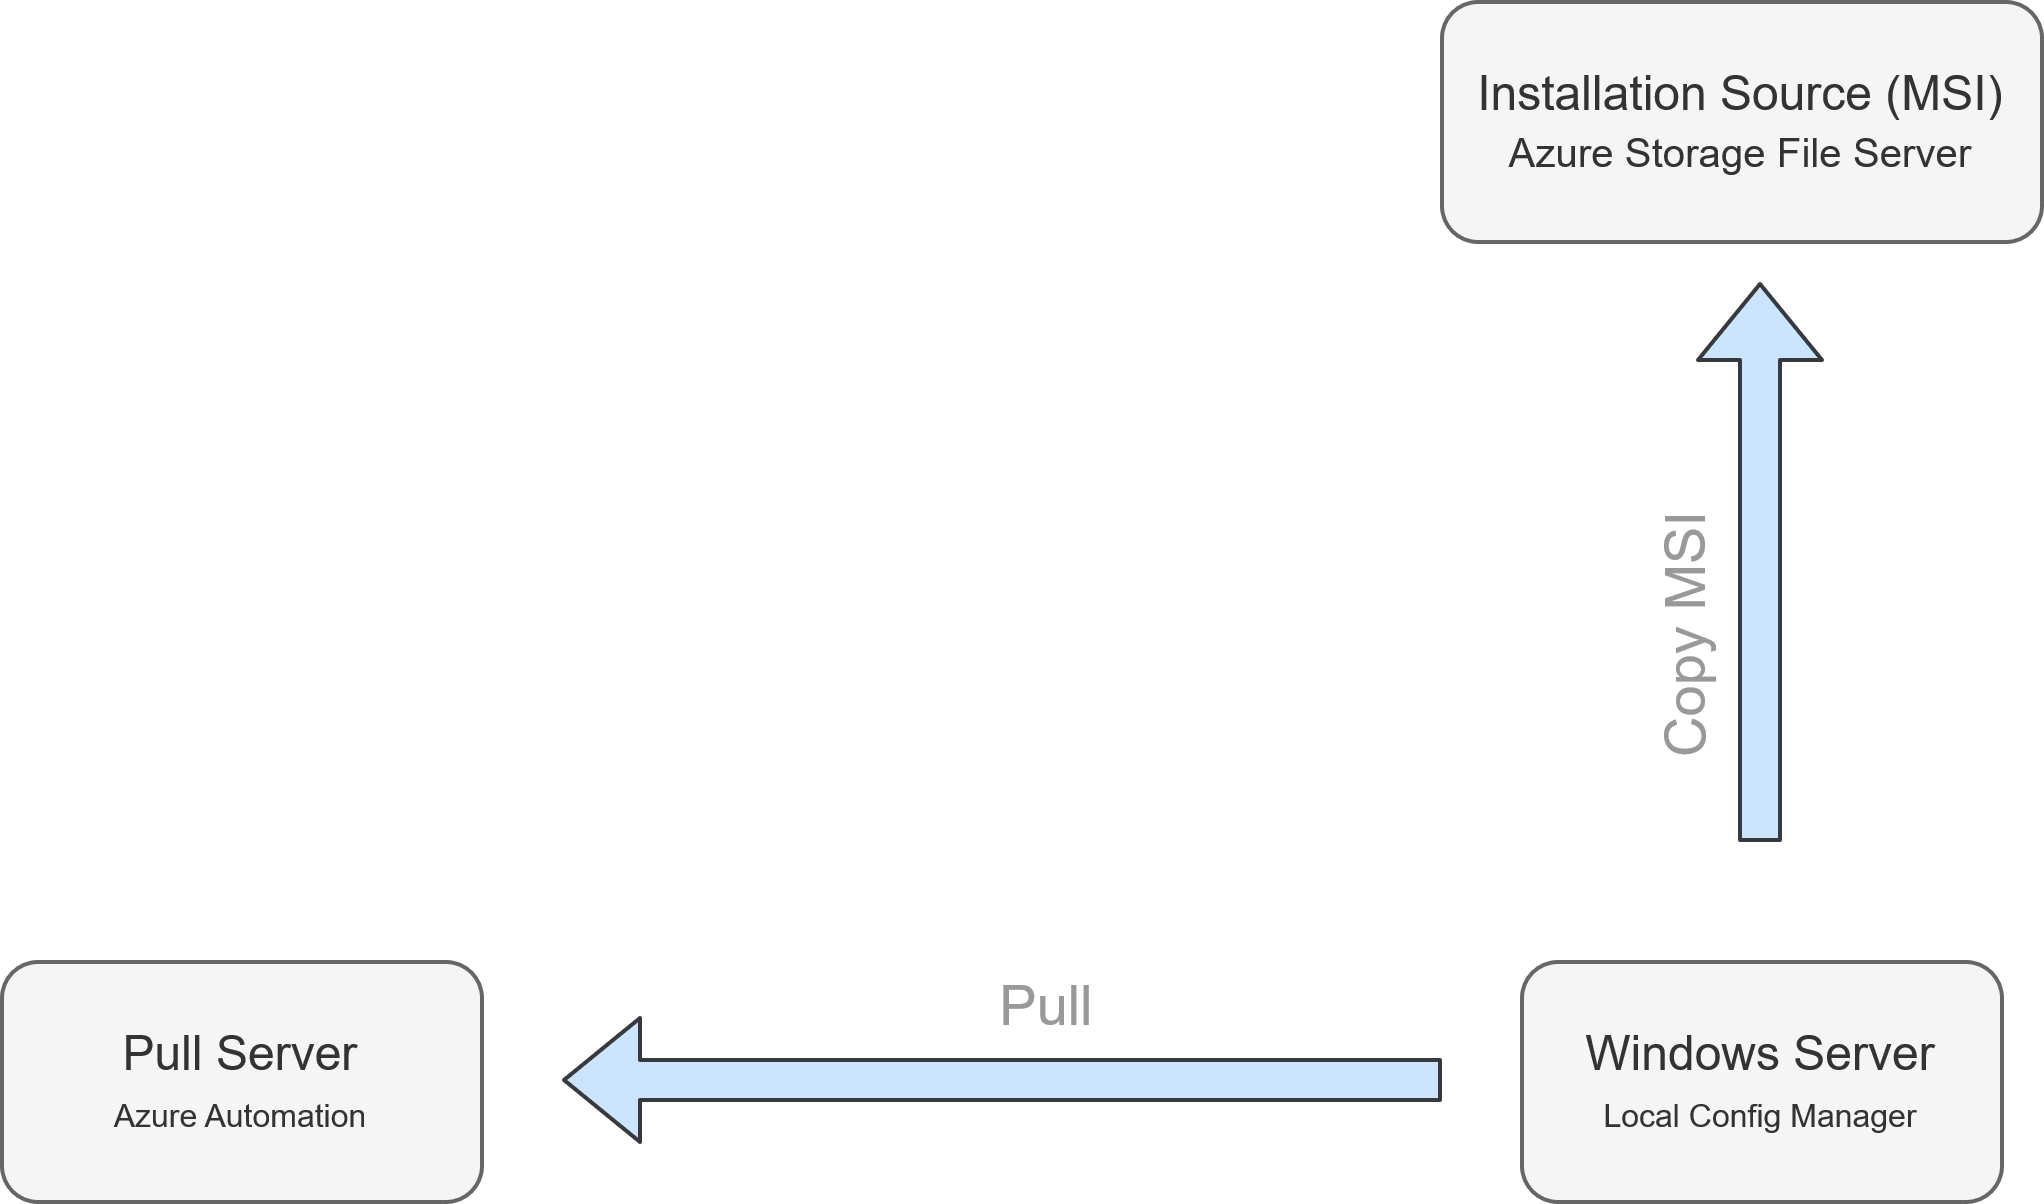 Installation Source (MSI)
Azure Storage File Server
Copy MSI
Pull
Pull Server
Azure Automation
Windows Server
Local Config Manager